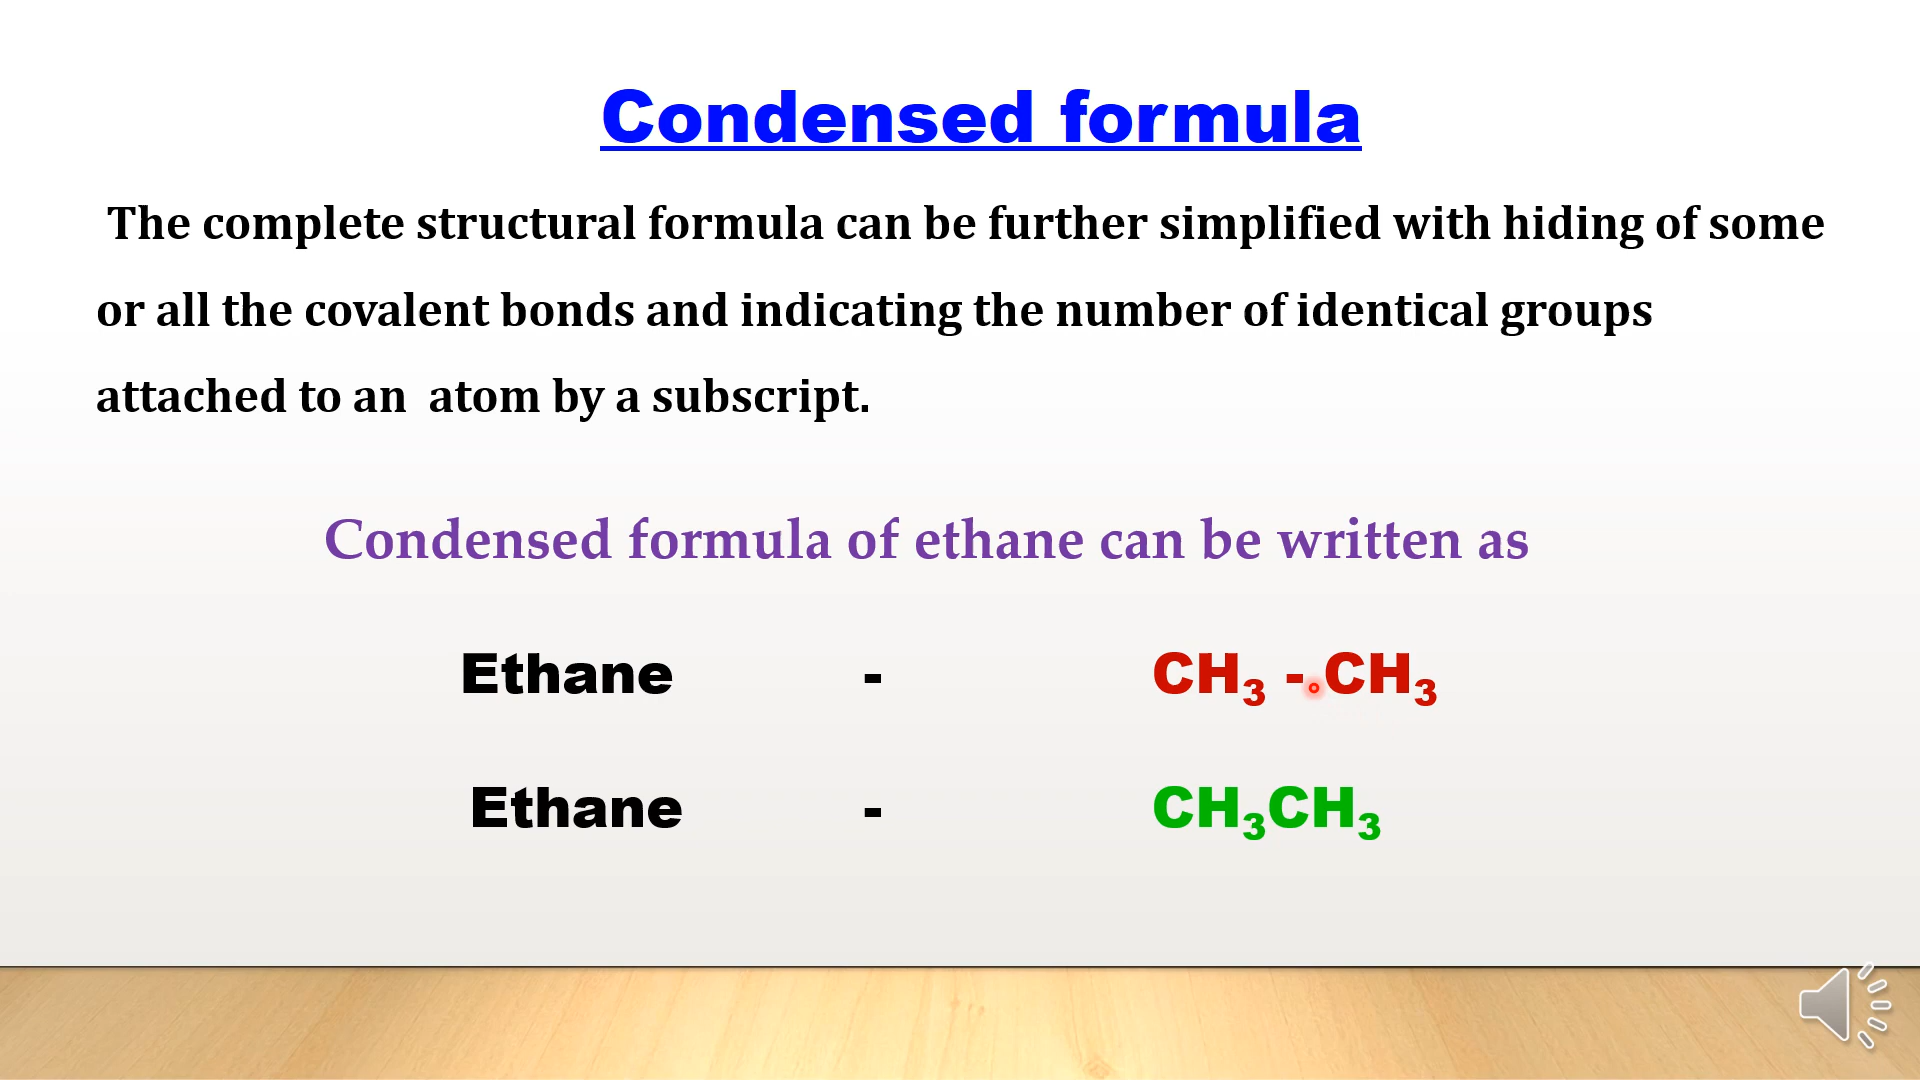 Condensed formula
The complete structural formula can be further simplified with hiding of some
or all the covalent bonds and indicating the number of identical groups
attached to an atom by a subscript.
Condensed formula of ethane can be written as
Ethane - CH₃ - CH₃
Ethane - CH₃CH₃